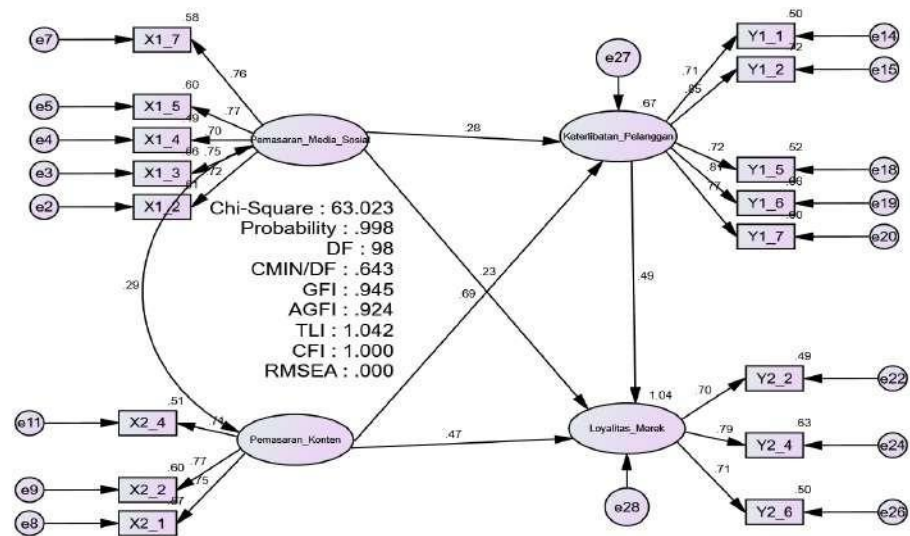 .58
e7 X1_7
.76
.60
e5 X1_5
.77
.49
e4 X1_4
.70
e3 X1_3
.75
e2 X1_2
.72
Pemasaran_Media_Sosial
.29
Chi-Square : 63.023
Probability : .998
DF : 98
CMIN/DF : .643
GFI : .945
AGFI : .924
TLI : 1.042
CFI : 1.000
RMSEA : .000
.51
e11 X2_4
.71
.60
e9 X2_2
.77
.75
e8 X2_1
Pemasaran_Konten
.28
.23
.69
.47
.49
e27
.67
Keterlibatan_Pelanggan
.50
Y1_1 e14
.71
.72
Y1_2 e15
.85
.52
Y1_5 e18
.72
Y1_6 e19
.81
.77
Y1_7 e20
1.04
Loyalitas_Merek
e28
.49
Y2_2 e22
.70
.63
Y2_4 e24
.79
.50
Y2_6 e26
.71